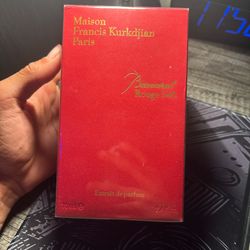 Maison
Francis Kurkdjian
Paris
Baccarat
Rouge 540
Extrait de parfum